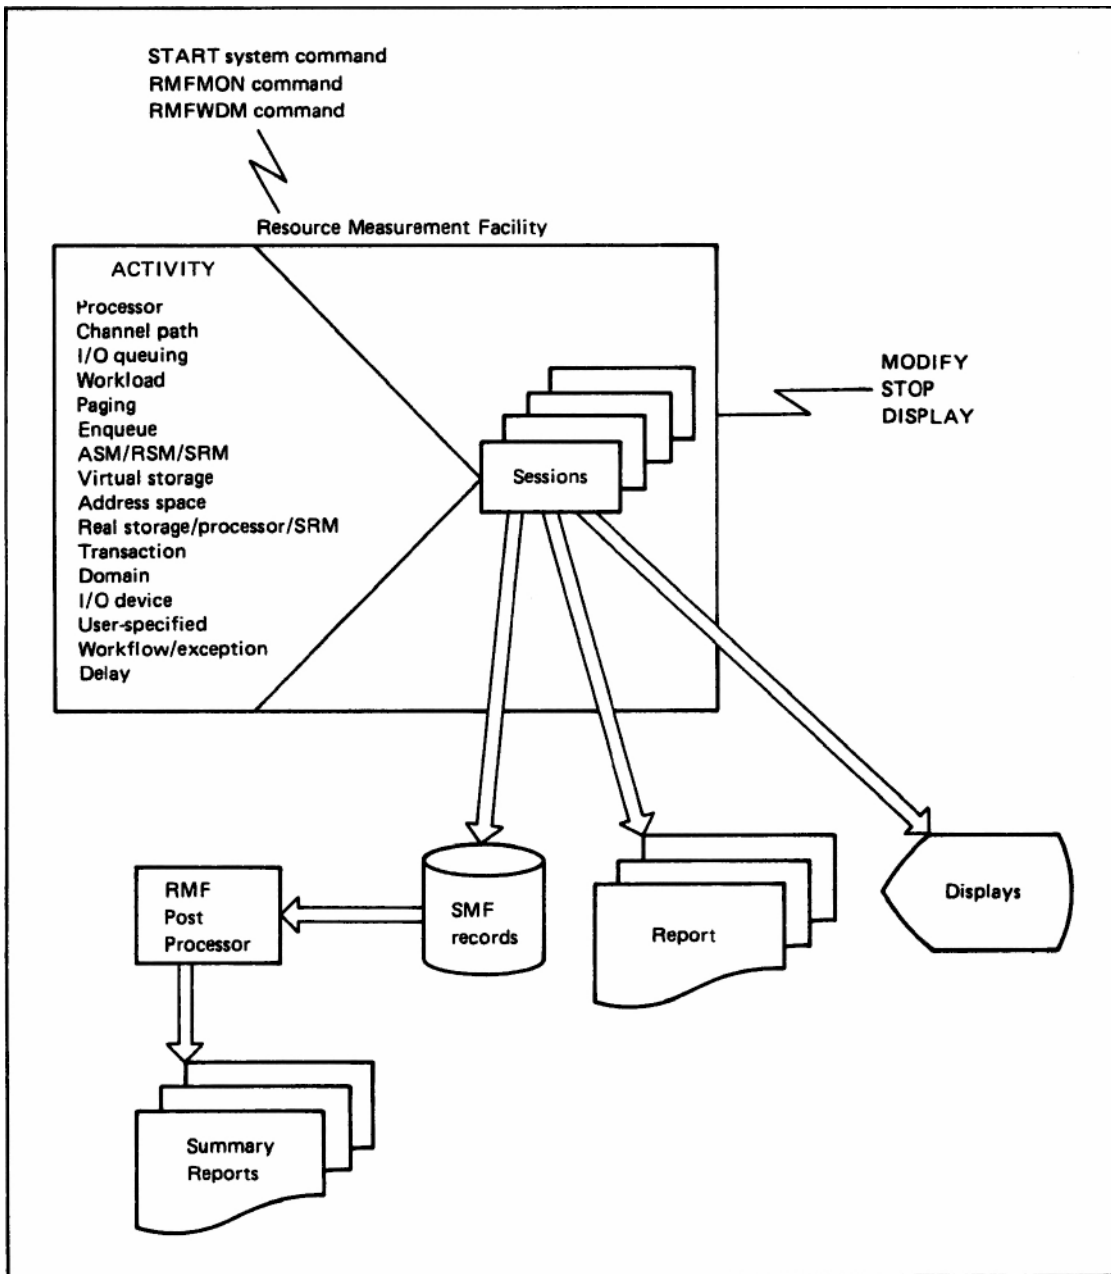 START system command
RMFMON command
RMFWDM command
Resource Measurement Facility
ACTIVITY
Processor
Channel path
I/O queuing
Workload
Paging
Enqueue
ASM/RSM/SRM
Virtual storage
Address space
Real storage/processor/SRM
Transaction
Domain
I/O device
User-specified
Workflow/exception
Delay
Sessions
MODIFY
STOP
DISPLAY
RMF
Post
Processor
SMF
records
Report
Displays
Summary
Reports